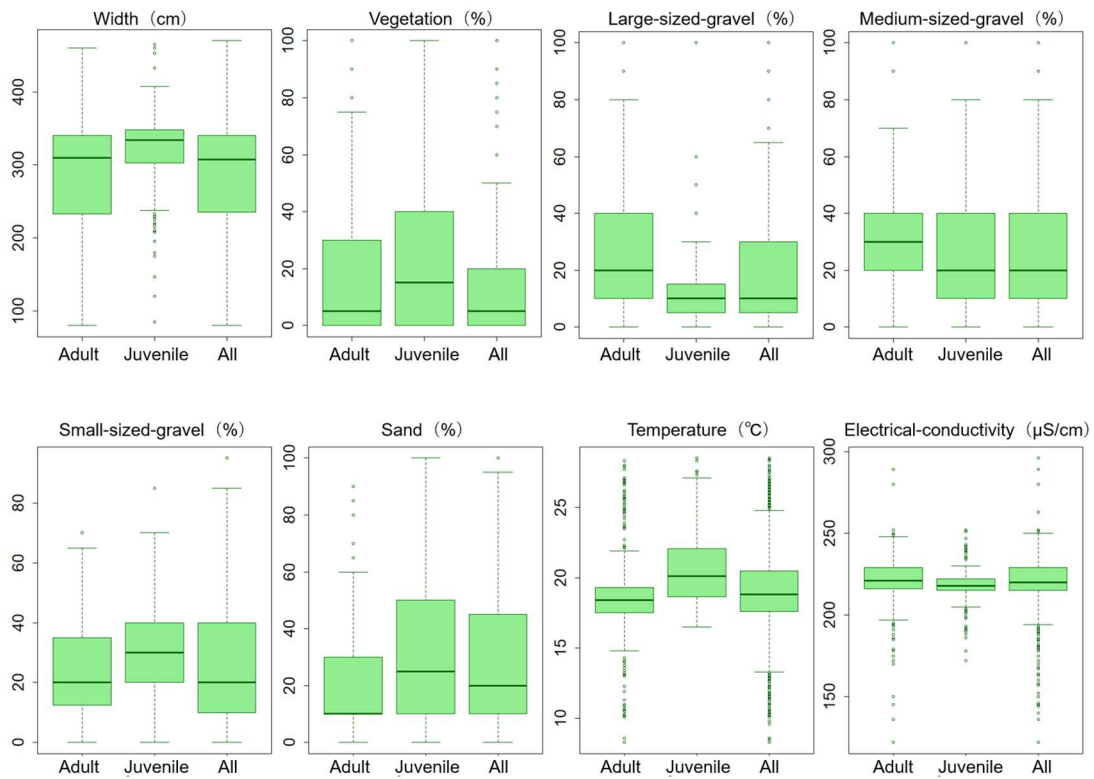 Width（cm）
100 200 300 400
Adult Juvenile All
Vegetation（%）
0 20 40 60 80 100
Adult Juvenile All
Large-sized-gravel（%）
0 20 40 60 80 100
Adult Juvenile All
Medium-sized-gravel（%）
0 20 40 60 80 100
Adult Juvenile All
Small-sized-gravel（%）
0 20 40 60 80
Adult Juvenile All
Sand（%）
0 20 40 60 80 100
Adult Juvenile All
Temperature（℃）
10 15 20 25
Adult Juvenile All
Electrical-conductivity（μS/cm）
150 200 250 300
Adult Juvenile All